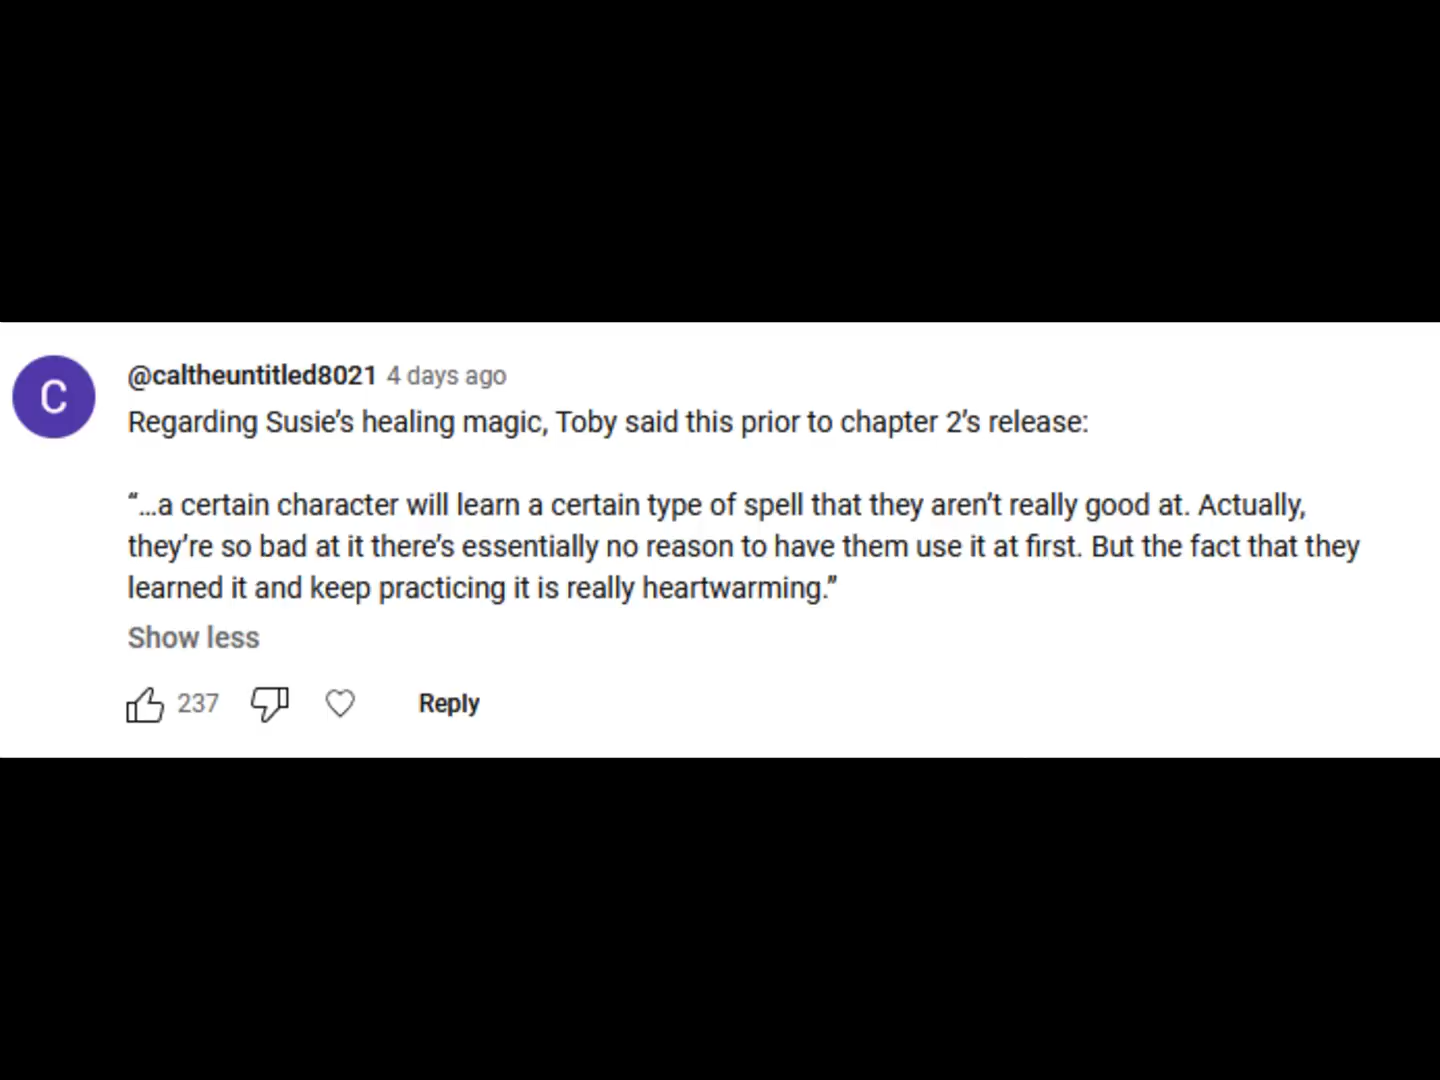 C
@caltheuntitled8021 4 days ago
Regarding Susie’s healing magic, Toby said this prior to chapter 2’s release:
“…a certain character will learn a certain type of spell that they aren’t really good at. Actually,
they’re so bad at it there’s essentially no reason to have them use it at first. But the fact that they
learned it and keep practicing it is really heartwarming.”
Show less
237 Reply